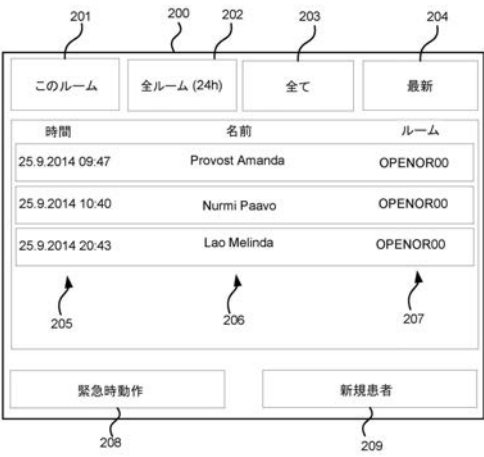 201 200 202 203 204
このルーム 全ルーム (24h) 全て 最新
時間 名前 ルーム
25.9.2014 09:47 Provost Amanda OPENOR00
25.9.2014 10:40 Nurmi Paavo OPENOR00
25.9.2014 20:43 Lao Melinda OPENOR00
205 206 207
緊急時動作 新規患者
208 209